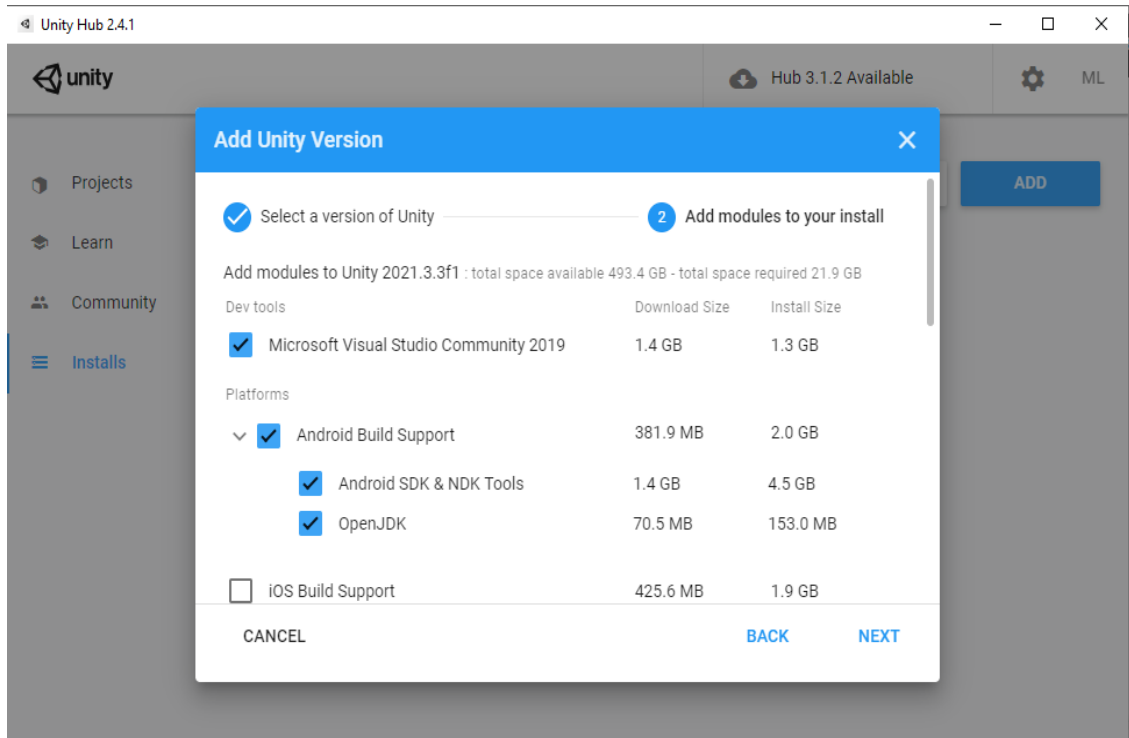 Unity Hub 2.4.1
unity
Hub 3.1.2 Available
ML
Add Unity Version
Projects
ADD
Select a version of Unity
2 Add modules to your install
Learn
Add modules to Unity 2021.3.3f1 : total space available 493.4 GB - total space required 21.9 GB
Community
Dev tools Download Size Install Size
Microsoft Visual Studio Community 2019 1.4 GB 1.3 GB
Installs
Platforms
Android Build Support 381.9 MB 2.0 GB
Android SDK & NDK Tools 1.4 GB 4.5 GB
OpenJDK 70.5 MB 153.0 MB
iOS Build Support 425.6 MB 1.9 GB
CANCEL BACK NEXT